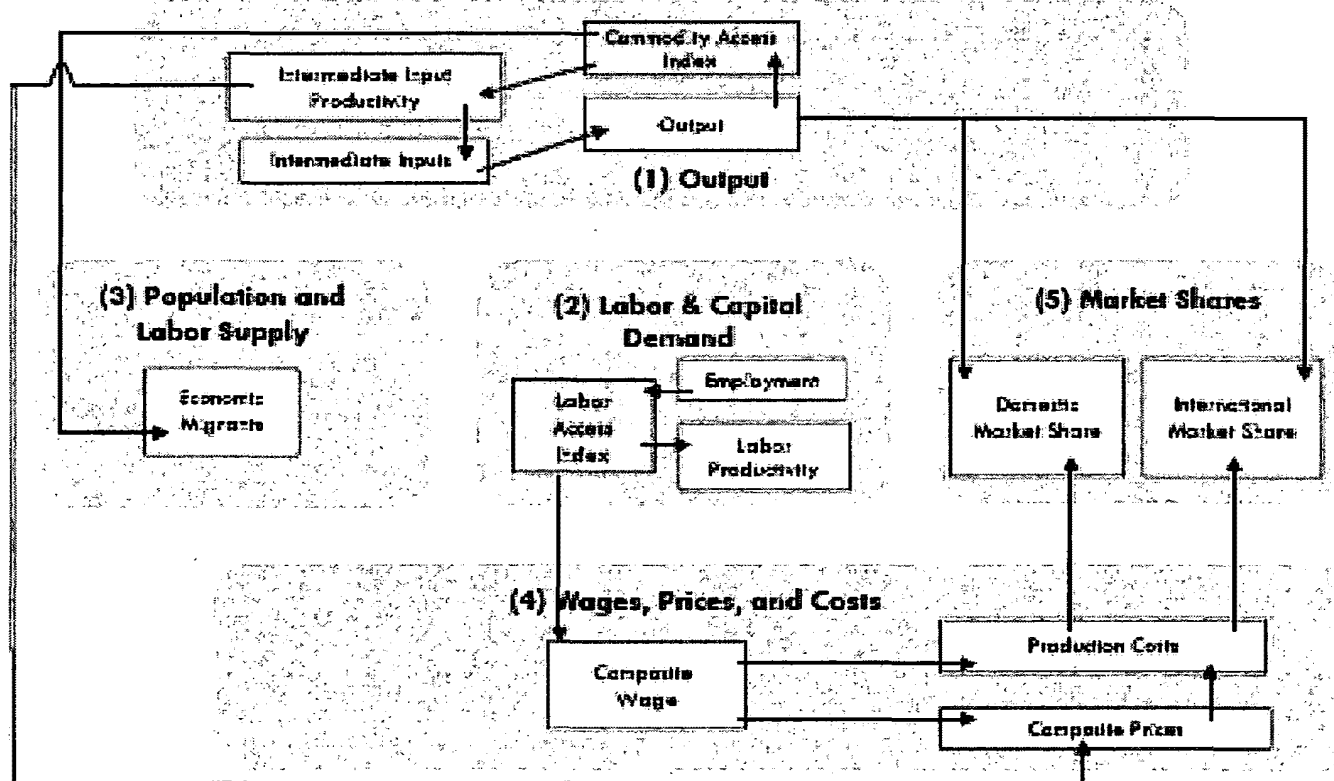 Commodity Access
Index
Intermediate Input
Productivity
Output
Intermediate Inputs
(1) Output
(3) Population and
Labor Supply
Economic
Migrants
(2) Labor & Capital
Demand
Labor
Access
Index
Employment
Labor
Productivity
(5) Market Shares
Domestic
Market Share
International
Market Share
(4) Wages, Prices, and Costs
Composite
Wage
Production Costs
Composite Prices